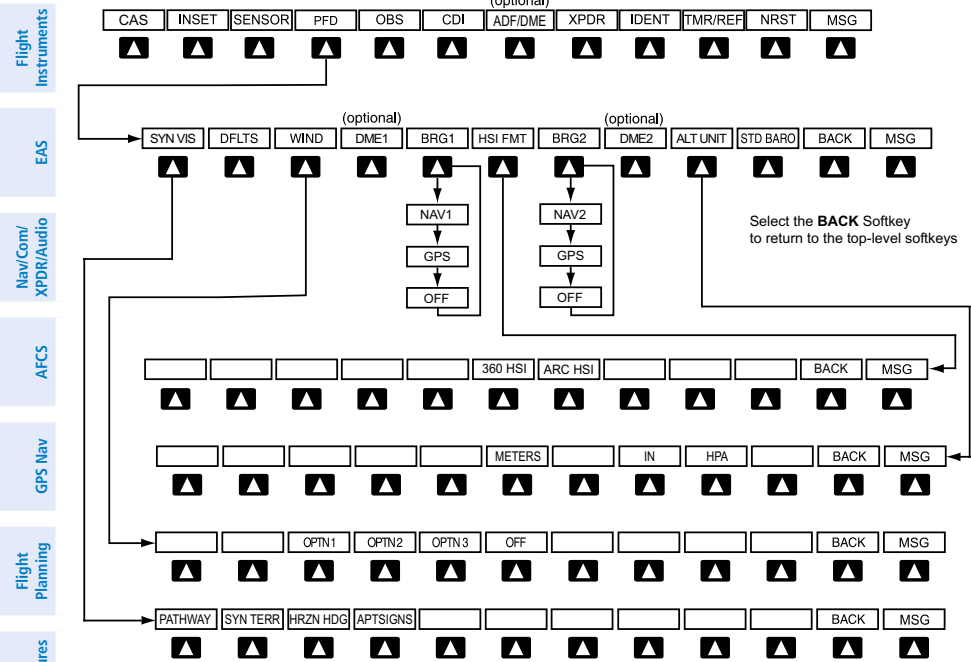 (optional)
CAS INSET SENSOR PFD OBS CDI ADF/DME XPDR IDENT TMR/REF NRST MSG
Flight
Instruments
(optional) (optional)
SYN VIS DFLTS WIND DME1 BRG1 HSI FMT BRG2 DME2 ALT UNIT STD BARO BACK MSG
EAS
NAV1 NAV2
GPS GPS
OFF OFF
Select the BACK Softkey
to return to the top-level softkeys
Nav/Com/
XPDR/Audio
360 HSI ARC HSI BACK MSG
AFCS
METERS IN HPA BACK MSG
GPS Nav
OPTN1 OPTN2 OPTN 3 OFF BACK MSG
Flight
Planning
PATHWAY SYN TERR HRZN HDG APTSIGNS BACK MSG